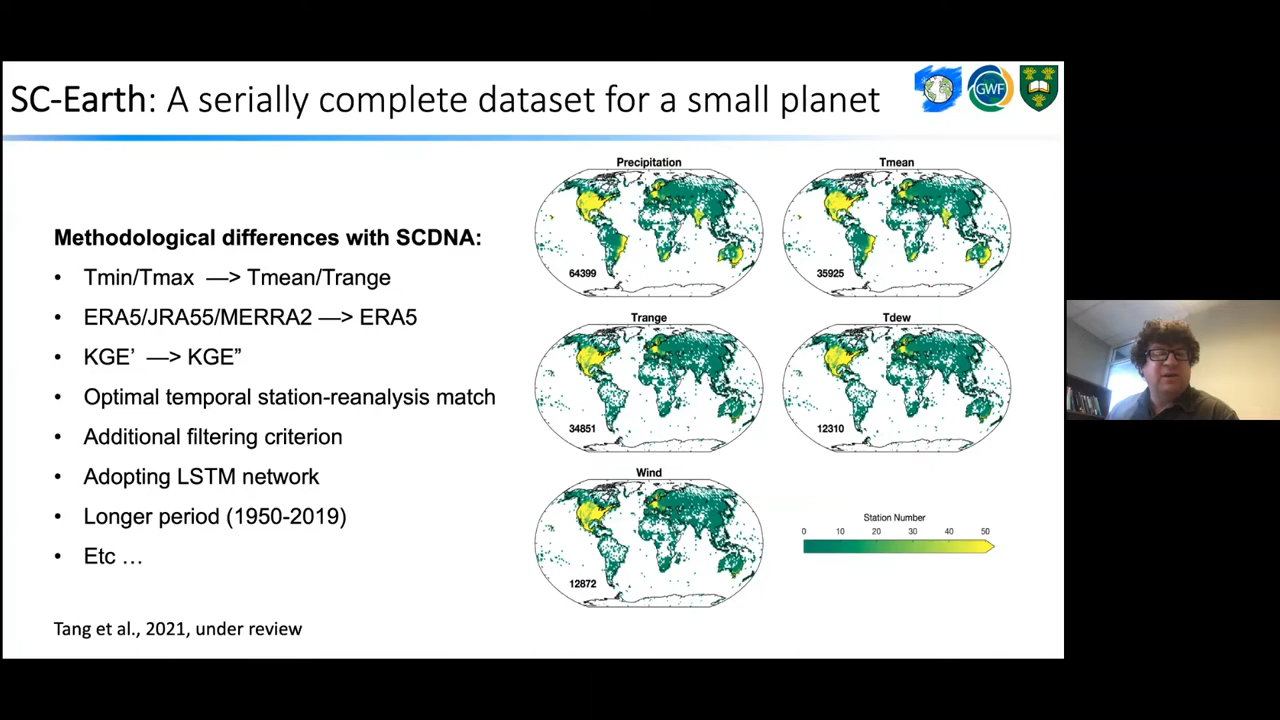 SC-Earth: A serially complete dataset for a small planet
GWF
Methodological differences with SCDNA:
• Tmin/Tmax —> Tmean/Trange
• ERA5/JRA55/MERRA2 —> ERA5
• KGE’ —> KGE”
• Optimal temporal station-reanalysis match
• Additional filtering criterion
• Adopting LSTM network
• Longer period (1950-2019)
• Etc …
Tang et al., 2021, under review
Precipitation
64399
Tmean
35925
Trange
34851
Tdew
12310
Wind
12872
Station Number
0 10 20 30 40 50